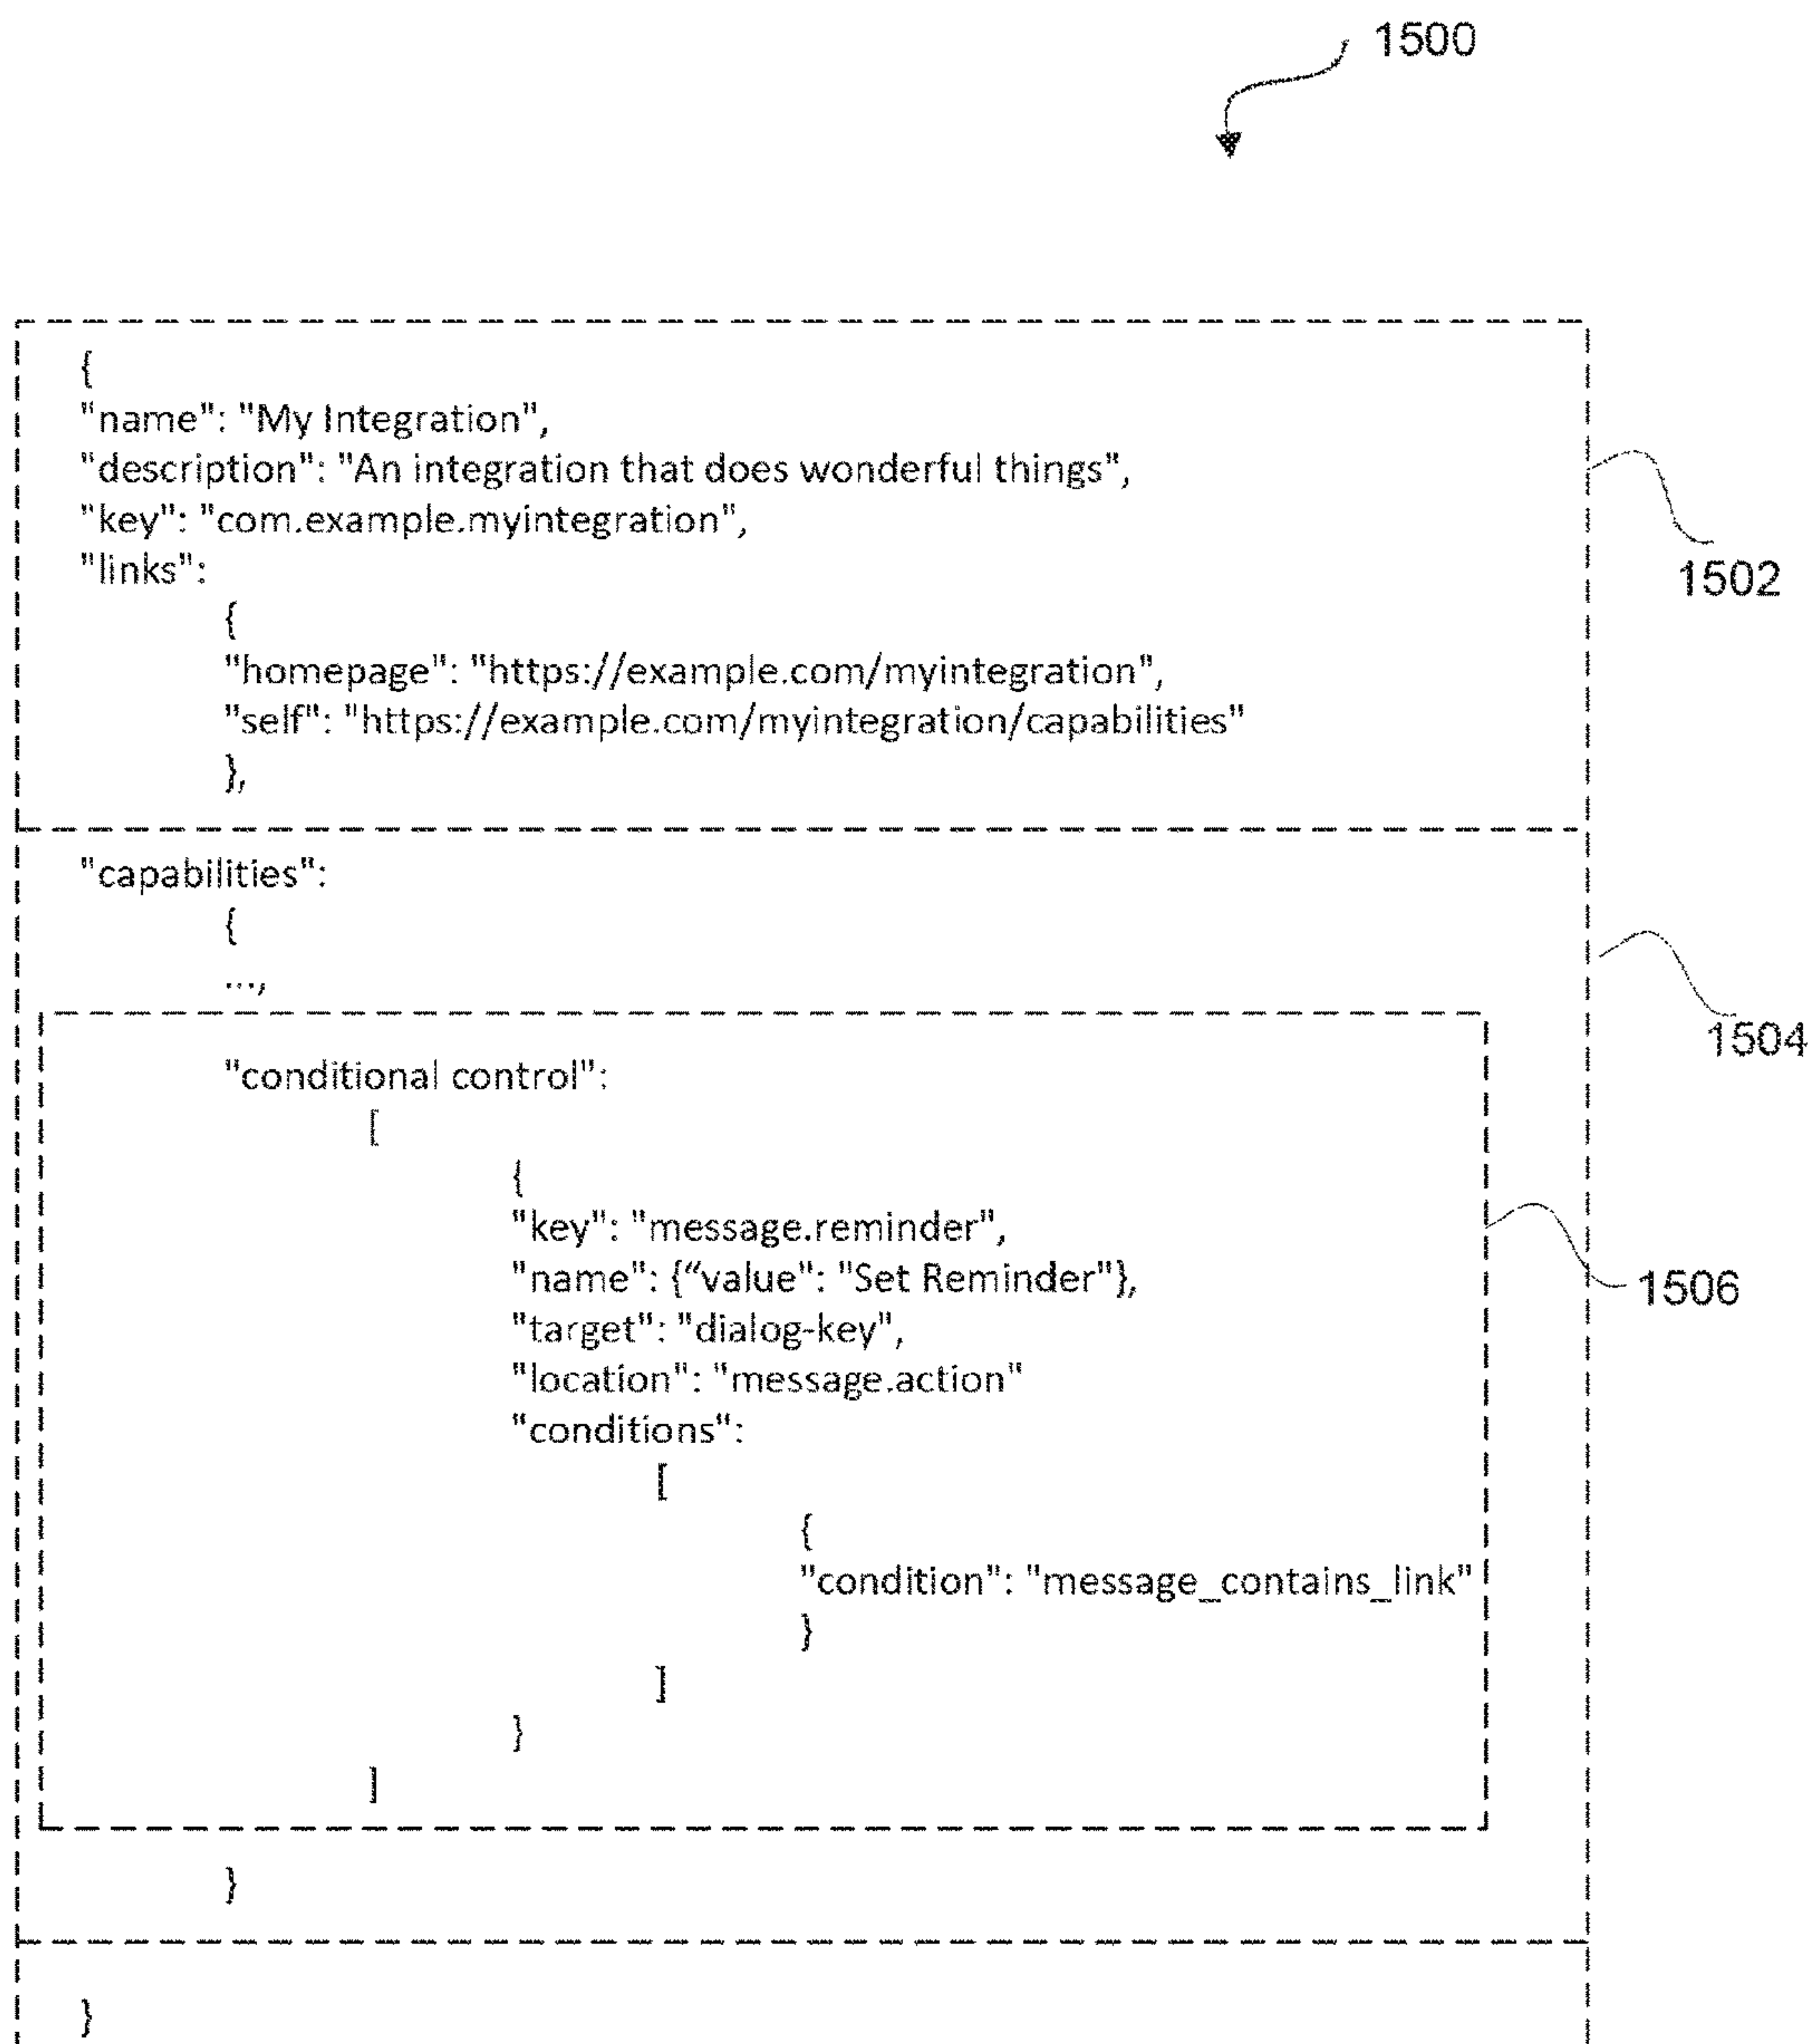 1500
{
"name": "My Integration",
"description": "An integration that does wonderful things",
"key": "com.example.myintegration",
"links":
{
"homepage": "https://example.com/myintegration",
"self": "https://example.com/myintegration/capabilities"
},
1502
"capabilities":
{
...,
1504
"conditional control":
[
{
"key": "message.reminder",
"name": {“value": "Set Reminder"},
"target": "dialog-key",
"location": "message.action"
"conditions":
[
{
"condition": "message_contains_link"
}
]
}
]
1506
}
}